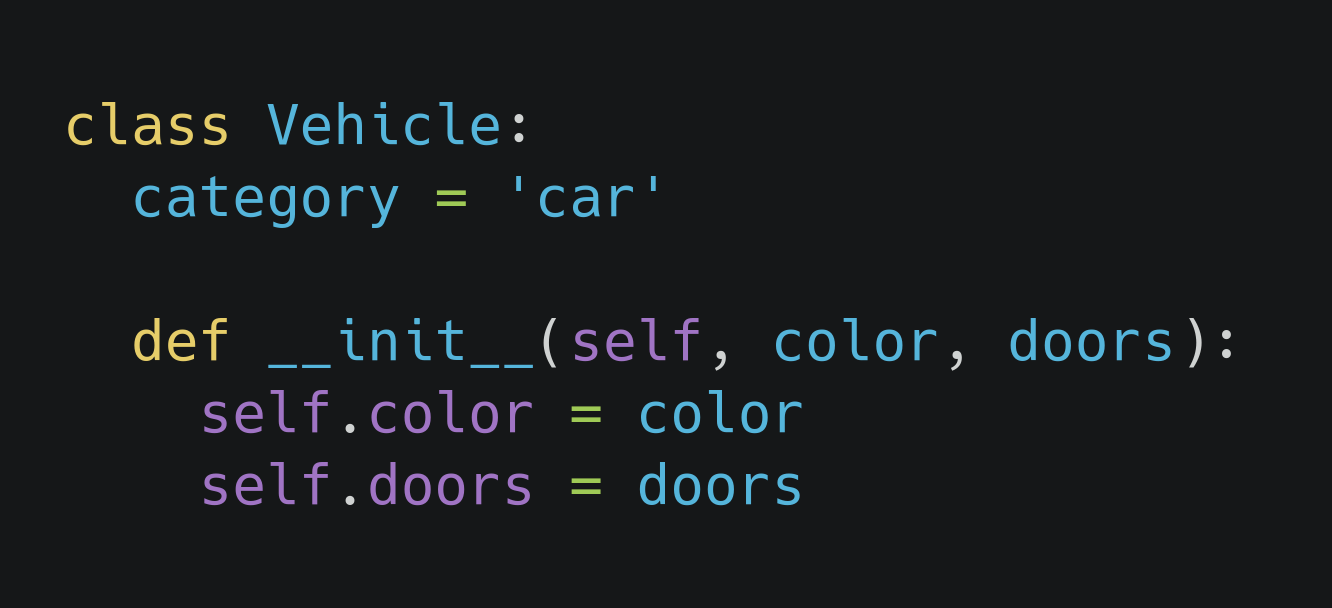 class Vehicle:
  category = 'car'

  def __init__(self, color, doors):
    self.color = color
    self.doors = doors